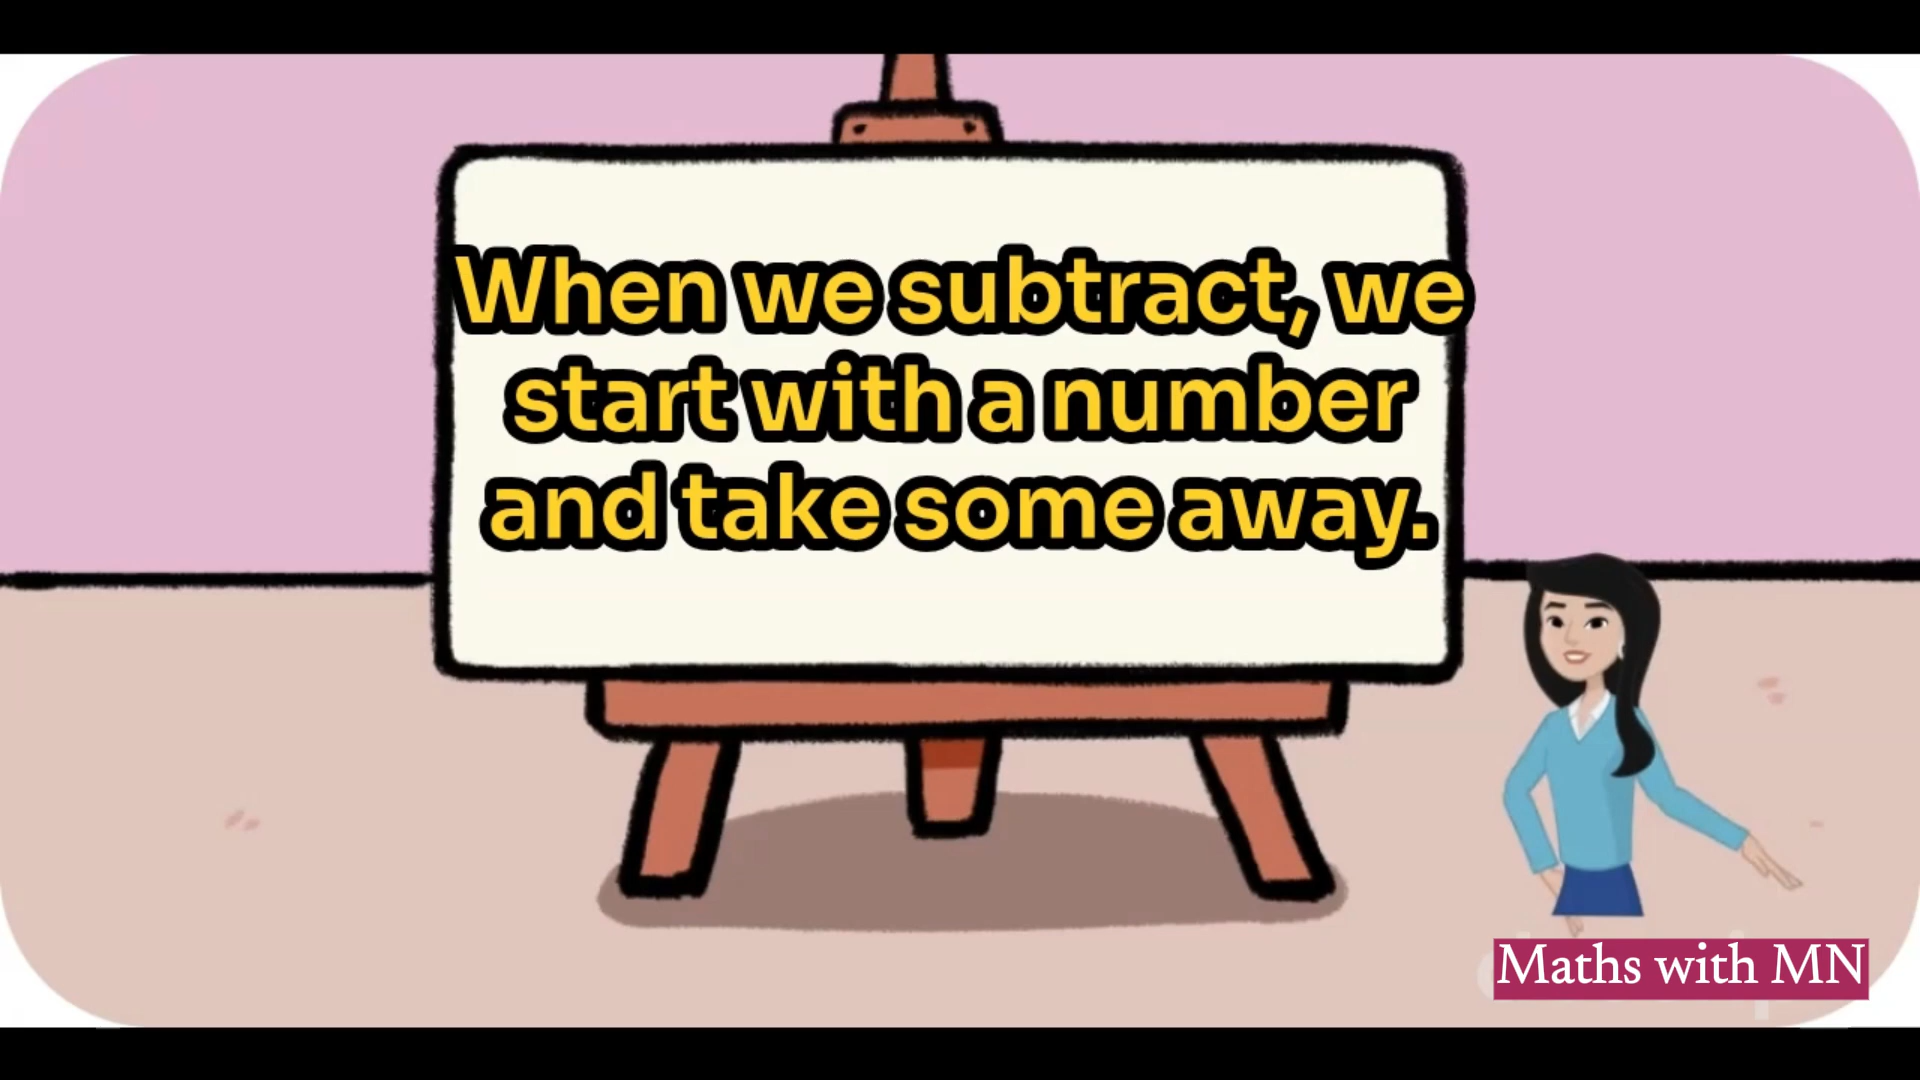 When we subtract, we
start with a number
and take some away.
Maths with MN